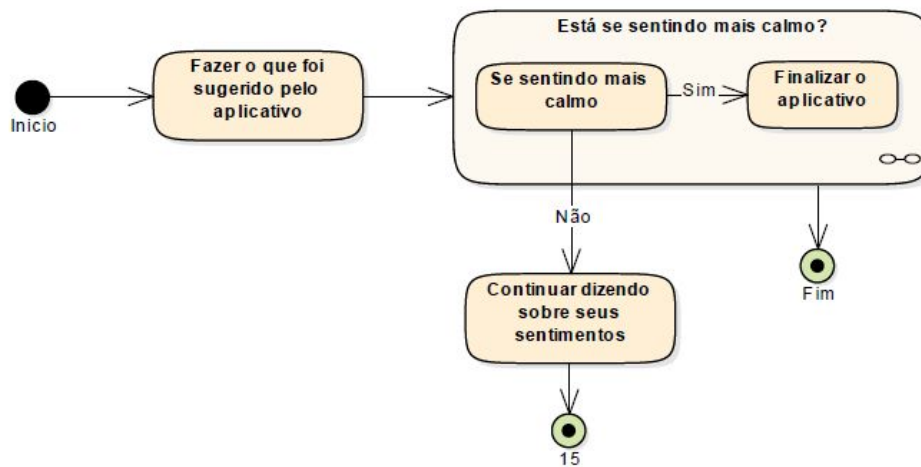 Está se sentindo mais calmo?
Fazer o que foi
sugerido pelo
aplicativo
Se sentindo mais
calmo
Sim
Finalizar o
aplicativo
Inicio
Não
Continuar dizendo
sobre seus
sentimentos
Fim
15